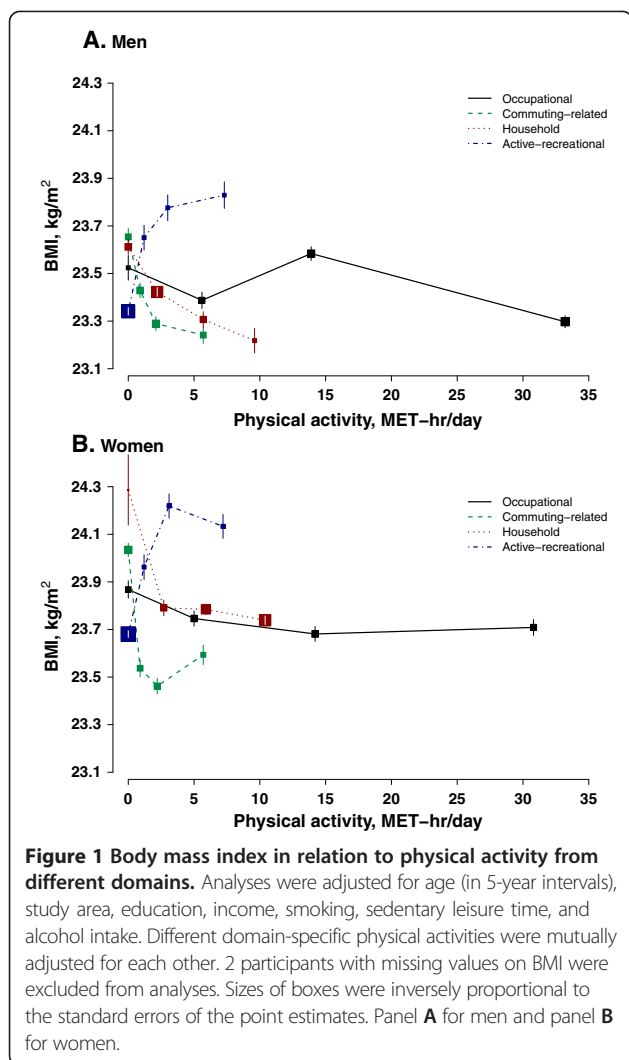 A. Men
24.3
24.1
23.9
23.7
23.5
23.3
23.1
BMI, kg/m²
Occupational
Commuting−related
Household
Active−recreational
0 5 10 15 20 25 30 35
Physical activity, MET−hr/day
B. Women
24.3
24.1
23.9
23.7
23.5
23.3
23.1
BMI, kg/m²
Occupational
Commuting−related
Household
Active−recreational
0 5 10 15 20 25 30 35
Physical activity, MET−hr/day
Figure 1 Body mass index in relation to physical activity from
different domains. Analyses were adjusted for age (in 5-year intervals),
study area, education, income, smoking, sedentary leisure time, and
alcohol intake. Different domain-specific physical activities were mutually
adjusted for each other. 2 participants with missing values on BMI were
excluded from analyses. Sizes of boxes were inversely proportional to
the standard errors of the point estimates. Panel A for men and panel B
for women.